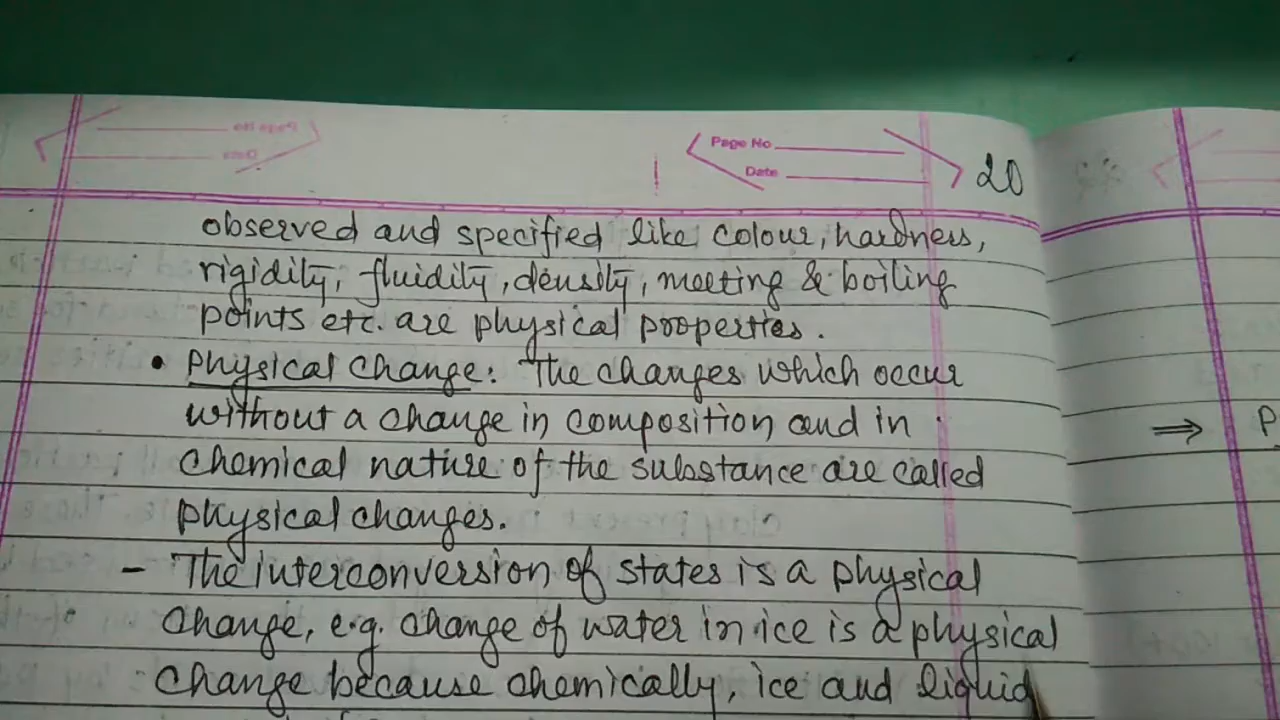 Page No
Date
20
observed and specified like colour, hardness,
rigidity, fluidity, density, meeting & boiling
points etc. are physical properties.
• Physical Change: The changes which occur
without a change in composition and in
chemical nature of the substance are called
physical changes.
– The interconversion of states is a physical
change, e.g. change of water in ice is a physical
change because chemically, ice and liquid
⇒ P